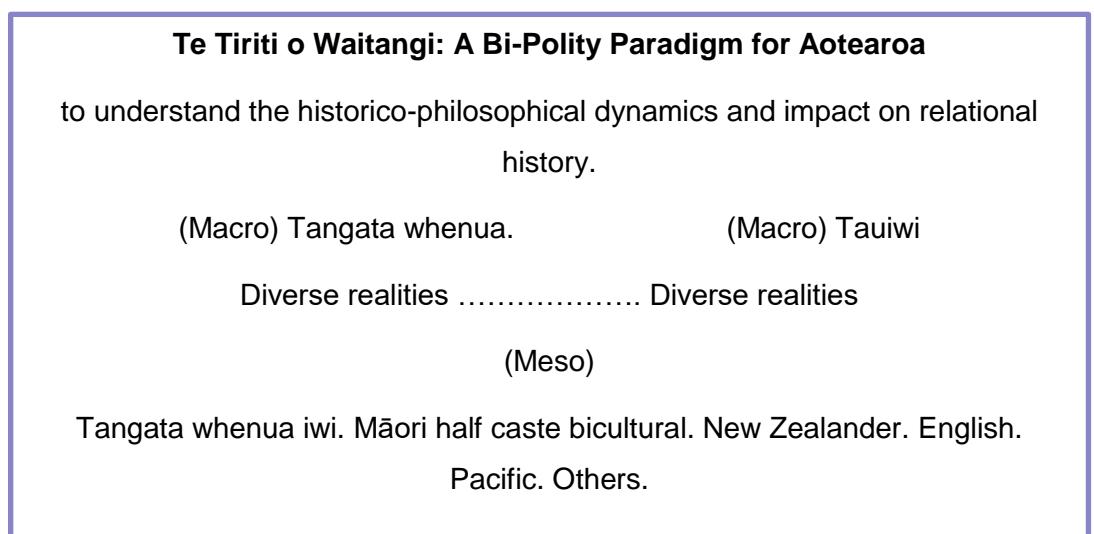 Te Tiriti o Waitangi: A Bi-Polity Paradigm for Aotearoa
to understand the historico-philosophical dynamics and impact on relational
history.
(Macro) Tangata whenua. (Macro) Tauiwi
Diverse realities ………………. Diverse realities
(Meso)
Tangata whenua iwi. Māori half caste bicultural. New Zealander. English.
Pacific. Others.